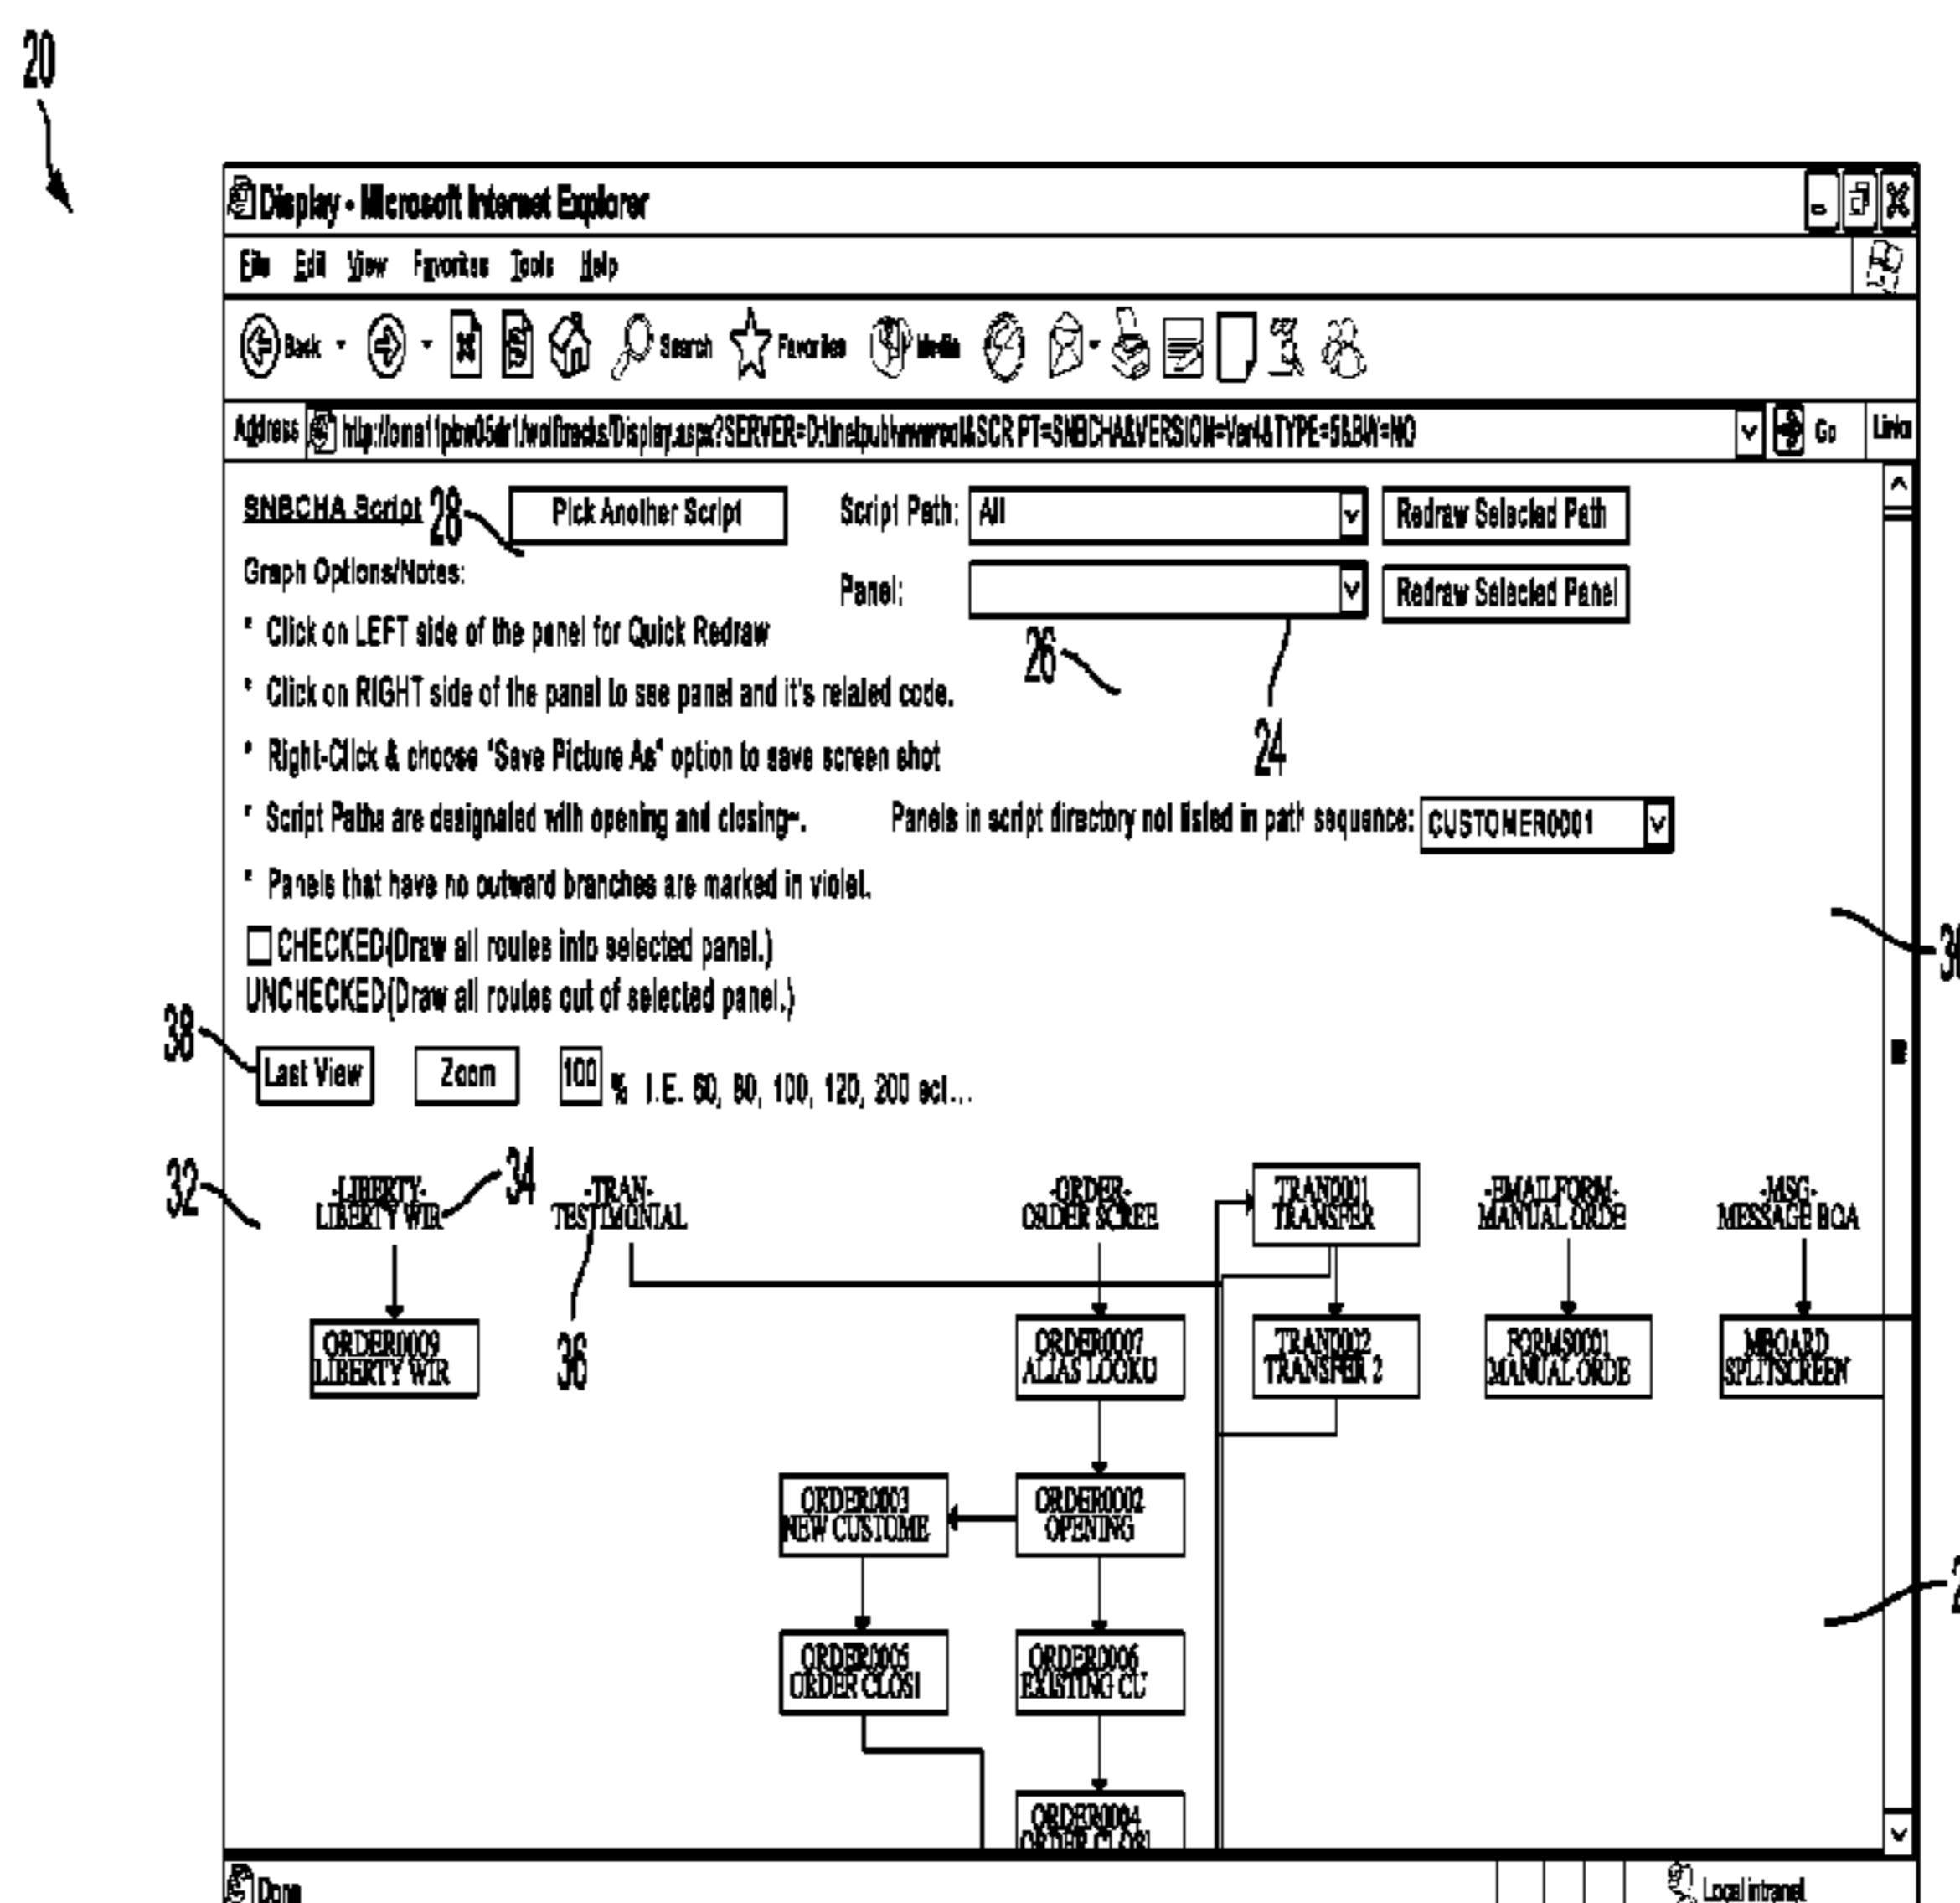 20
Display - Microsoft Internet Explorer
File Edit View Favorites Tools Help
Back Search Favorites Media
Address
Go Links
SNBCHA Script 28 Pick Another Script Script Path: All Redraw Selected Path
Graph Options/Notes:
Panel: Redraw Selected Panel
* Click on LEFT side of the panel for Quick Redraw
26
* Click on RIGHT side of the panel to see panel and it's related code.
24
* Right-Click & choose "Save Picture As" option to save screen shot
* Script Paths are designated with opening and closing~. Panels in script directory not listed in path sequence: CUSTOMER0001
* Panels that have no outward branches are marked in violet.
CHECKED(Draw all routes into selected panel.)
UNCHECKED(Draw all routes out of selected panel.)
38
Last View Zoom 100 % I.E. 60, 80, 100, 120, 200 ect...
32 34
-LIBERTY-
LIBERTY WIR
-TRAN-
TESTIMONIAL
-ORDER-
ORDER SCREE
TRAN0001
TRANSFER
-EMAILFORM-
MANUAL ORDE
-MSG-
MESSAGE BOA
36
ORDER0009
LIBERTY WIR
ORDER0007
ALIAS LOOKU
TRAN0002
TRANSFER 2
FORMS0001
MANUAL ORDE
MBOARD
SPLITSCREEN
ORDER0003
NEW CUSTOME
ORDER0002
OPENING
ORDER0005
ORDER CLOSI
ORDER0006
EXISTING CU
ORDER0004
ORDER CLOSI
Done
Local intranet